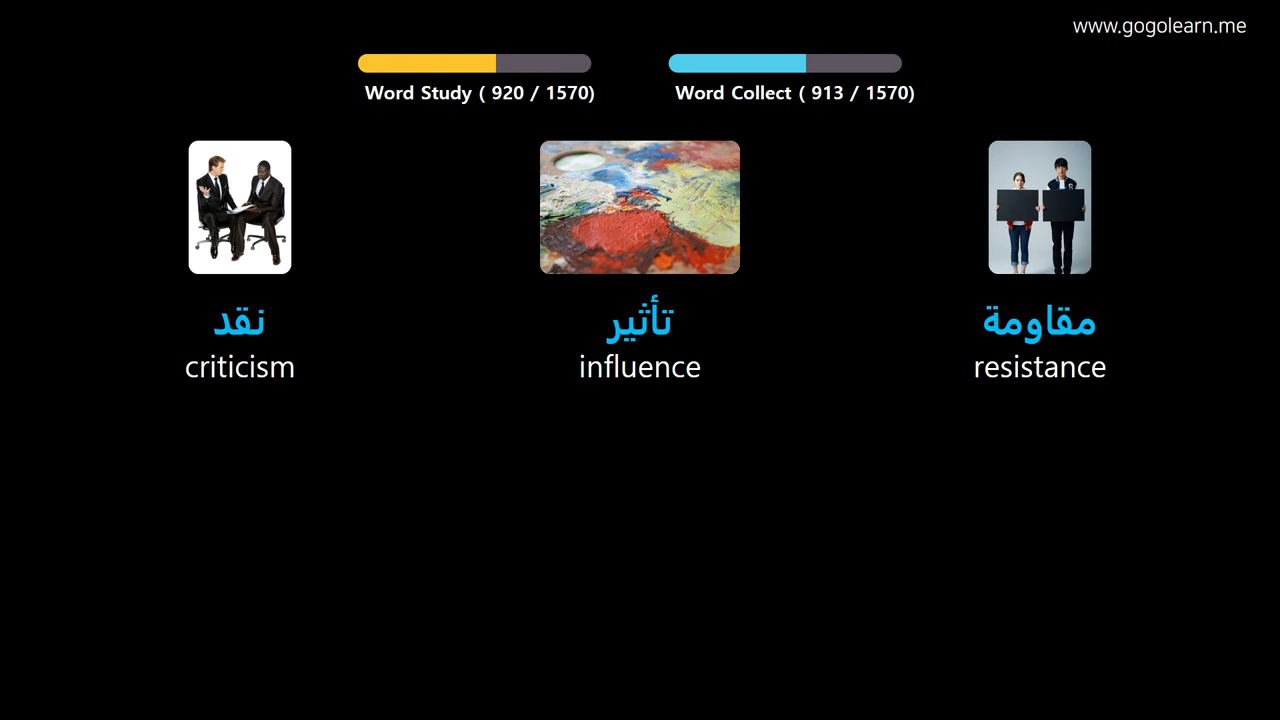 www.gogolearn.me
Word Study ( 920 / 1570)
Word Collect ( 913 / 1570)
نقد
criticism
تأثير
influence
مقاومة
resistance